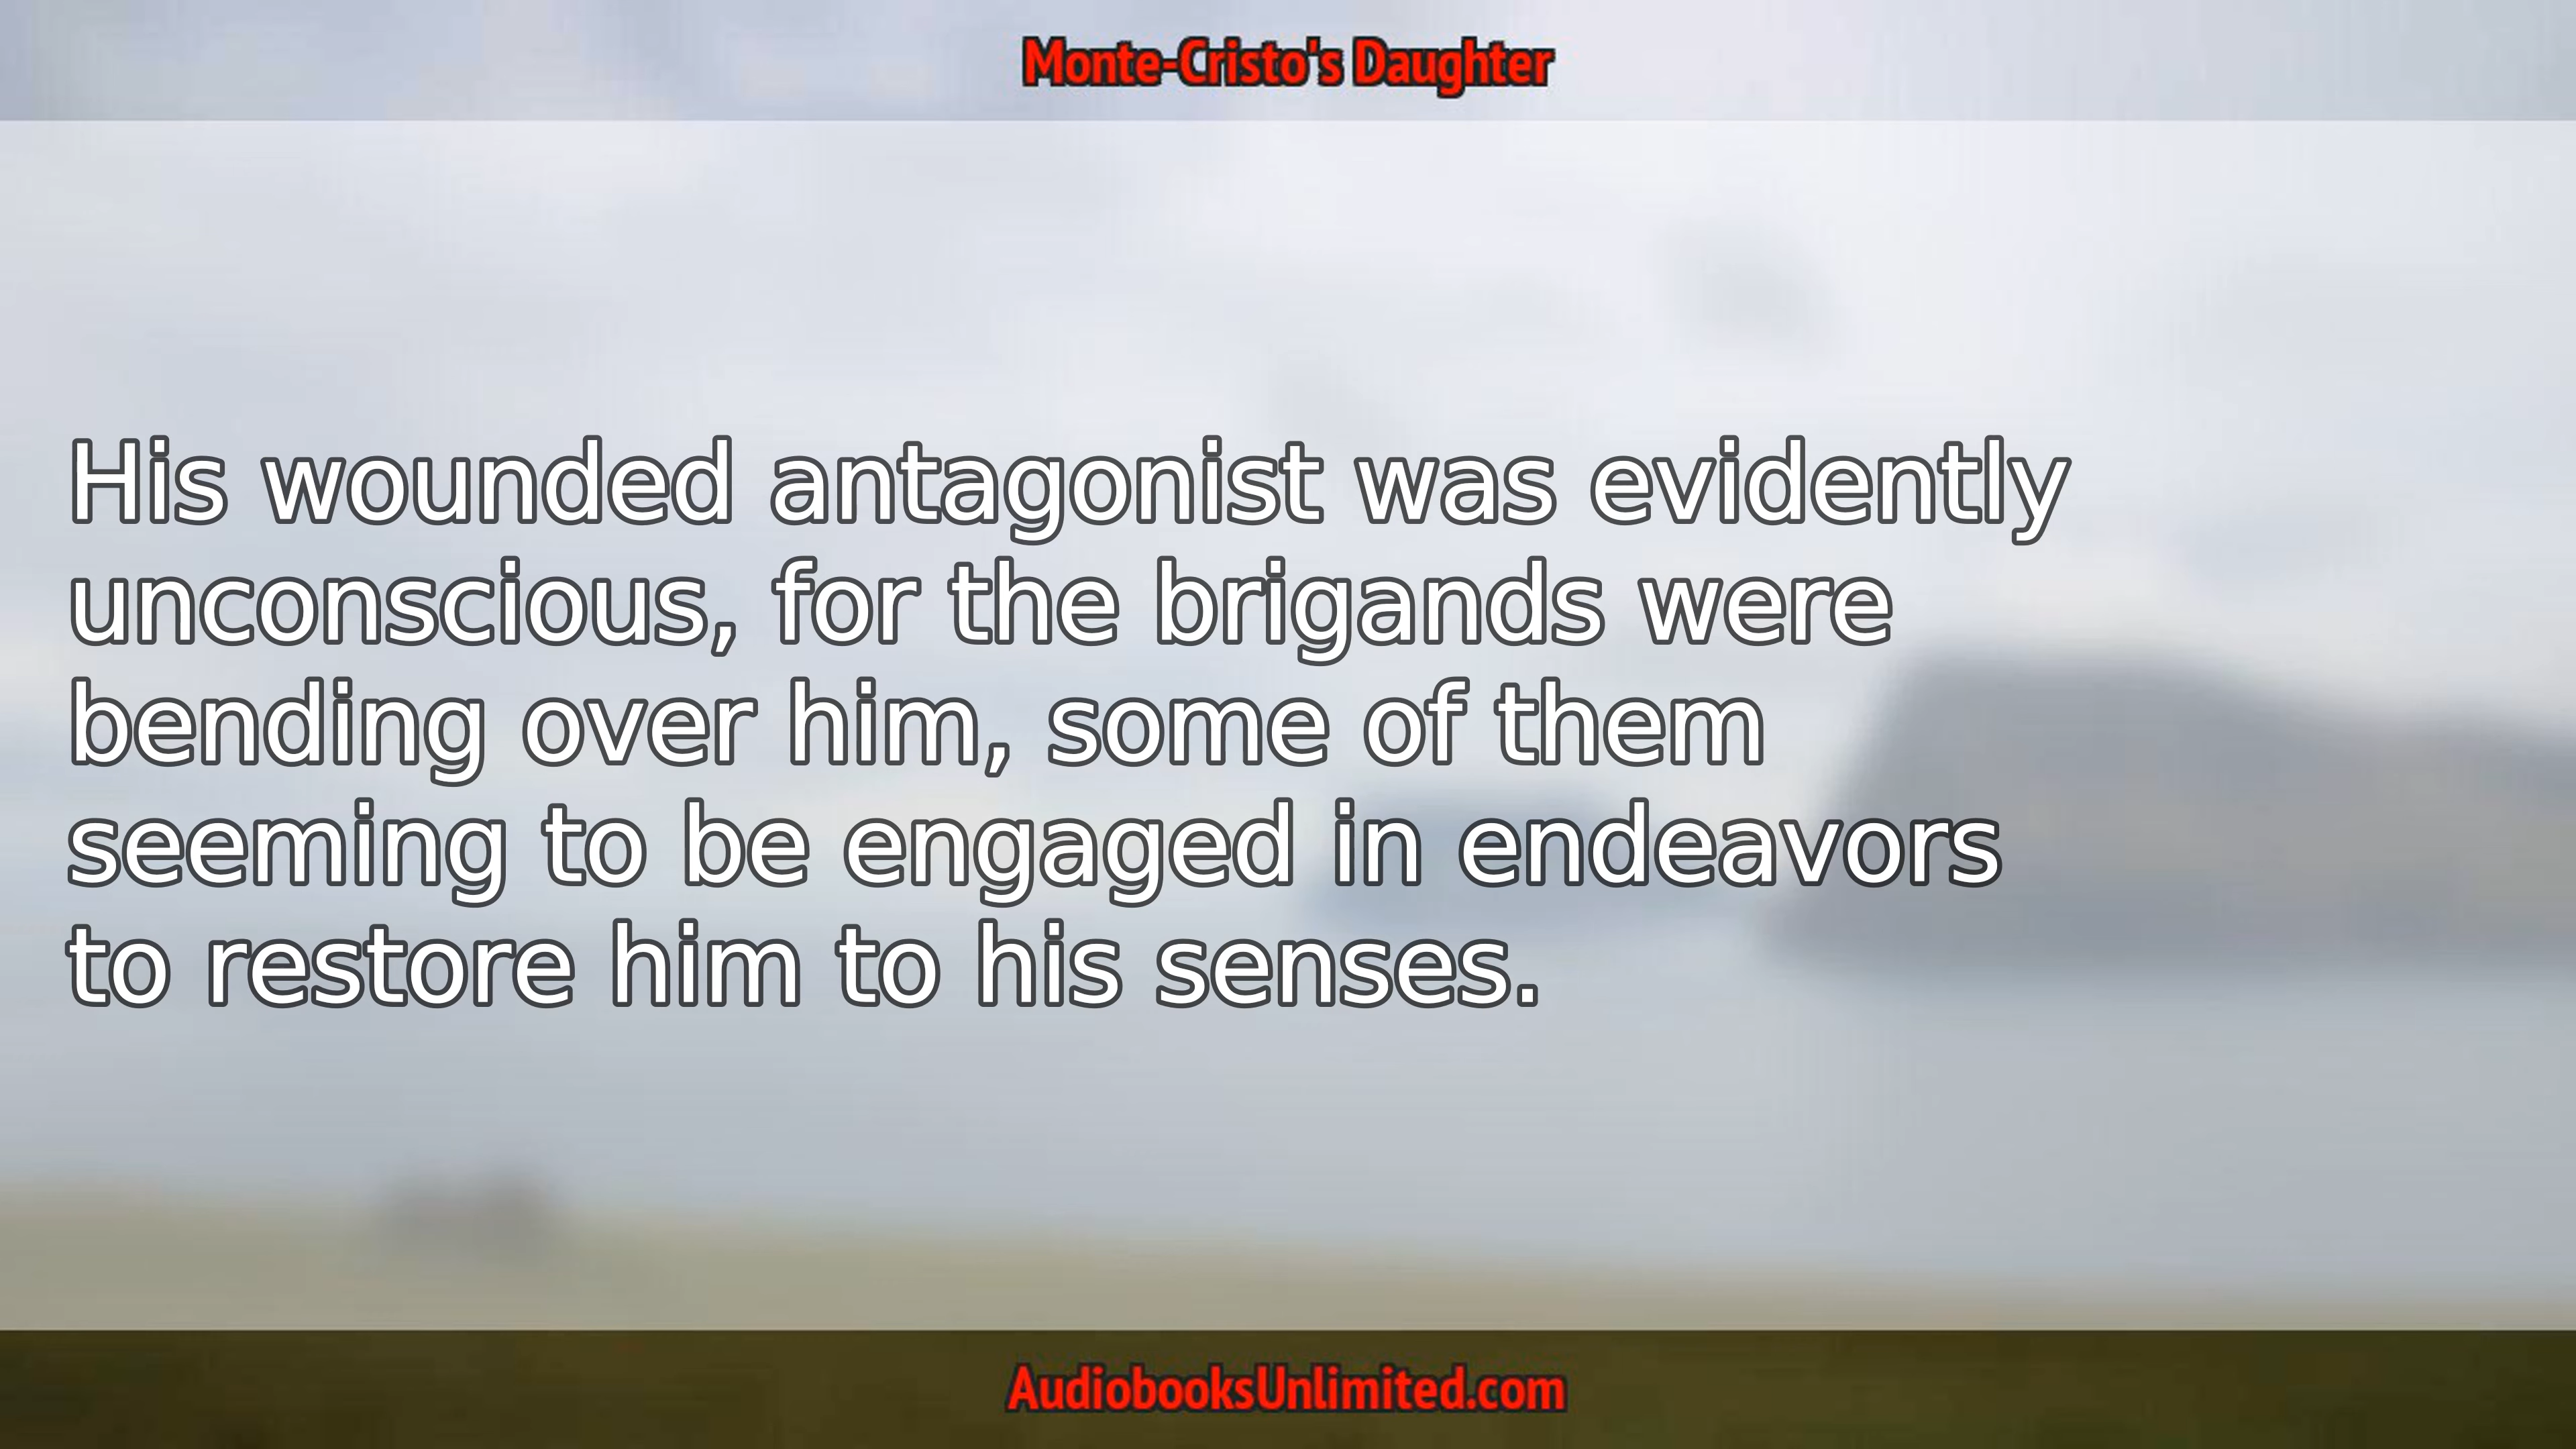 Monte-Cristo's Daughter
His wounded antagonist was evidently
unconscious, for the brigands were
bending over him, some of them
seeming to be engaged in endeavors
to restore him to his senses.
AudiobooksUnlimited.com